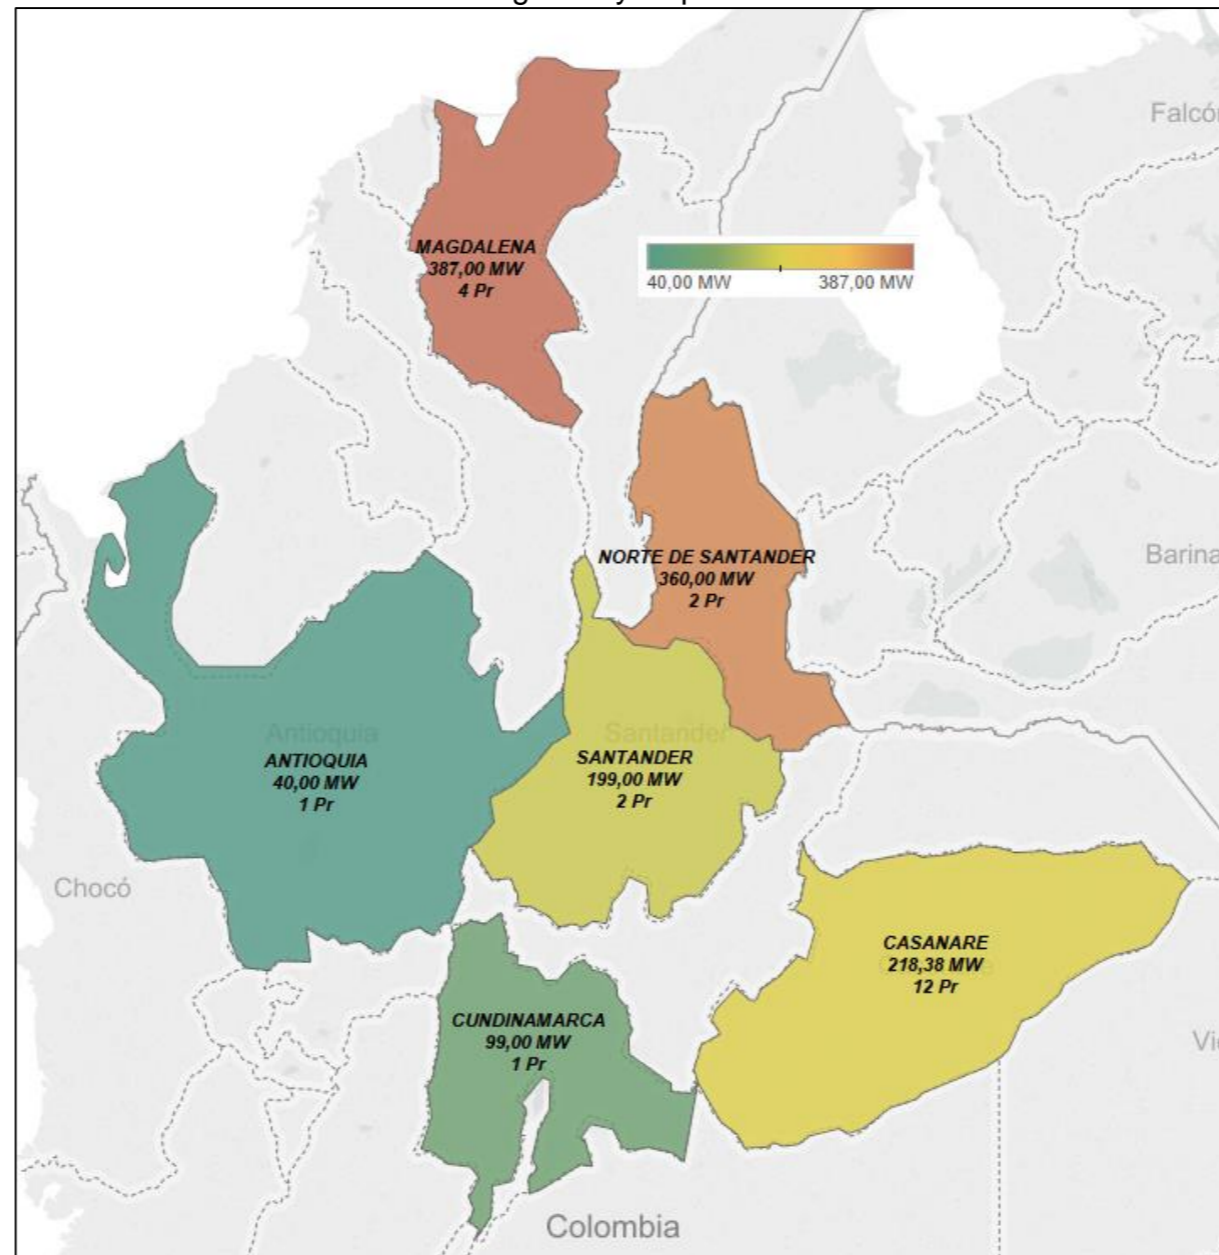 Falcó
MAGDALENA
387,00 MW
4 Pr
40,00 MW 387,00 MW
NORTE DE SANTANDER
360,00 MW
2 Pr
Barina
Antioquia
ANTIOQUIA
40,00 MW
1 Pr
Santander
SANTANDER
199,00 MW
2 Pr
Chocó
CASANARE
218,38 MW
12 Pr
CUNDINAMARCA
99,00 MW
1 Pr
Colombia